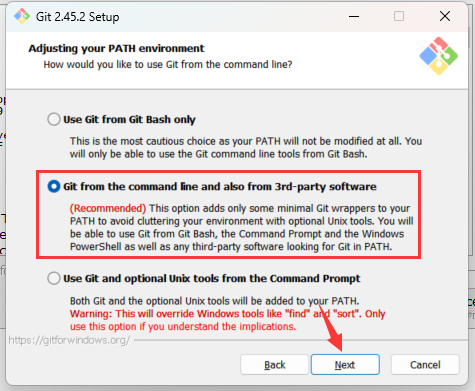 Git 2.45.2 Setup
Adjusting your PATH environment
How would you like to use Git from the command line?
Use Git from Git Bash only
This is the most cautious choice as your PATH will not be modified at all. You
will only be able to use the Git command line tools from Git Bash.
Git from the command line and also from 3rd-party software
(Recommended) This option adds only some minimal Git wrappers to your
PATH to avoid cluttering your environment with optional Unix tools. You will
be able to use Git from Git Bash, the Command Prompt and the Windows
PowerShell as well as any third-party software looking for Git in PATH.
Use Git and optional Unix tools from the Command Prompt
Both Git and the optional Unix tools will be added to your PATH.
Warning: This will override Windows tools like "find" and "sort". Only
use this option if you understand the implications.
https://gitforwindows.org/
Back
Next
Cancel